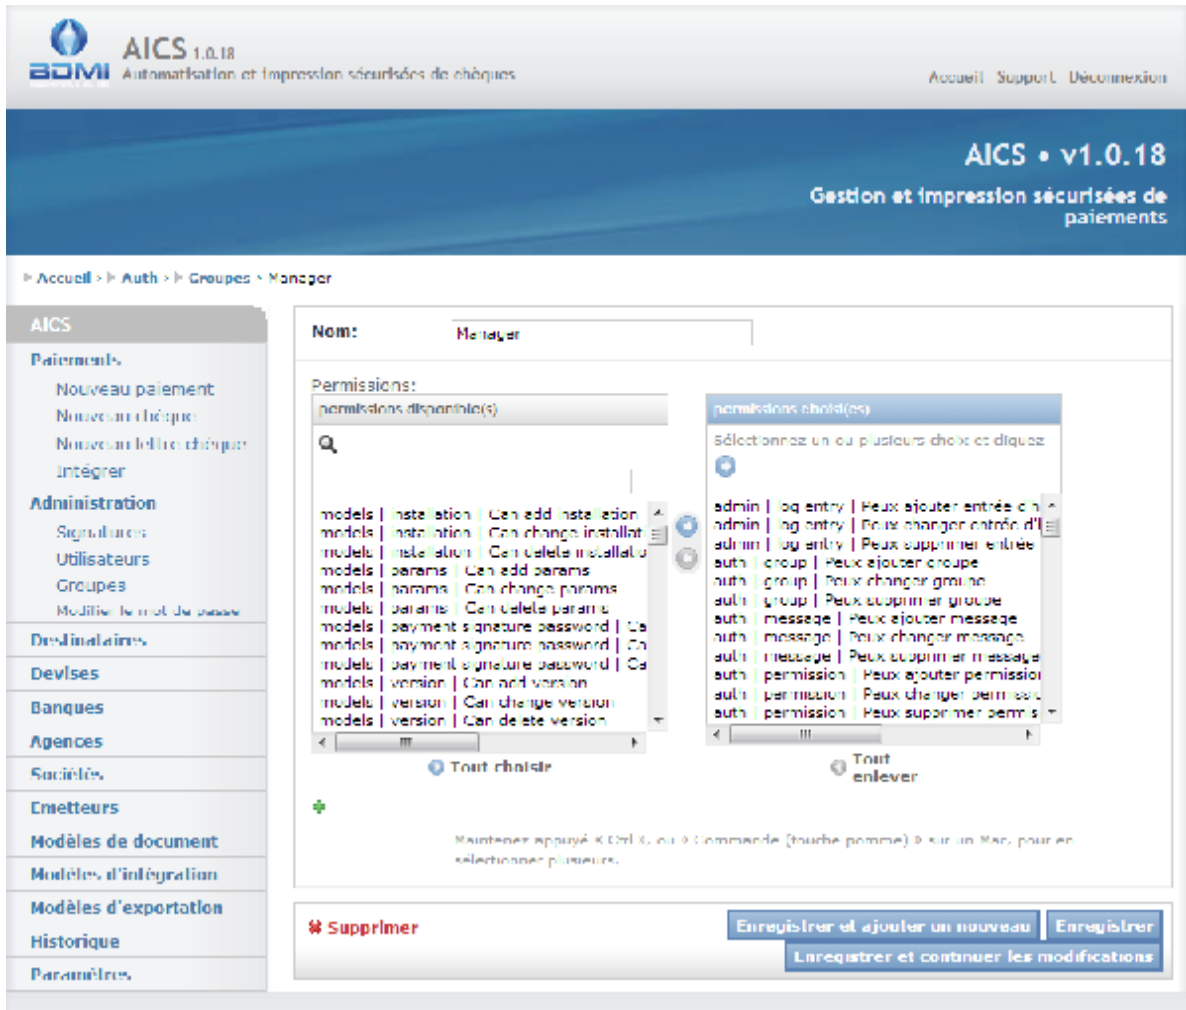 BDMI
AICS 1.0.18
Automatisation et impression sécurisées de chèques
Accueil Support Déconnexion
AICS • v1.0.18
Gestion et impression sécurisées de
paiements
Accueil > Auth > Groupes > Manager
AICS
Paiements
Nouveau paiement
Nouveau chèque
Nouveau lettre chèque
Intégrer
Administration
Signatures
Utilisateurs
Groupes
Modifier le mot de passe
Destinataires
Devises
Banques
Agences
Sociétés
Emetteurs
Modèles de document
Modèles d'intégration
Modèles d'exportation
Historique
Paramètres
Nom: Manager
Permissions:
permissions disponible(s)
models | installation | Can add installation
models | installation | Can change installat
models | installation | Can delete installatio
models | params | Can add params
models | params | Can change params
models | params | Can delete params
models | payment signature password | Ca
models | payment signature password | Ca
models | payment signature password | Ca
models | version | Can add version
models | version | Can change version
models | version | Can delete version
Tout choisir
permissions choisi(es)
Sélectionnez un ou plusieurs choix et cliquez
admin | log entry | Peux ajouter entrée d'h
admin | log entry | Peux changer entrée d'l
admin | log entry | Peux supprimer entrée
auth | group | Peux ajouter groupe
auth | group | Peux changer groupe
auth | group | Peux supprimer groupe
auth | message | Peux ajouter message
auth | message | Peux changer message
auth | message | Peux supprimer message
auth | permission | Peux ajouter permission
auth | permission | Peux changer permissic
auth | permission | Peux supprimer permis
Tout
enlever
Maintenez appuyé « Ctrl », ou « Commande (touche pomme) » sur un Mac, pour en
sélectionner plusieurs.
Supprimer
Enregistrer et ajouter un nouveau
Enregistrer
Enregistrer et continuer les modifications